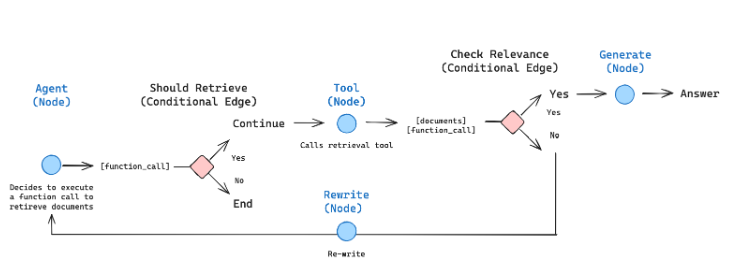 Agent
(Node)
Decides to execute
a function call to
retireve documents
[function_call]
Should Retrieve
(Conditional Edge)
Yes
No
Continue
End
Tool
(Node)
Calls retrieval tool
[documents]
[function_call]
Check Relevance
(Conditional Edge)
Yes
Yes
No
Generate
(Node)
Answer
Rewrite
(Node)
Re-write